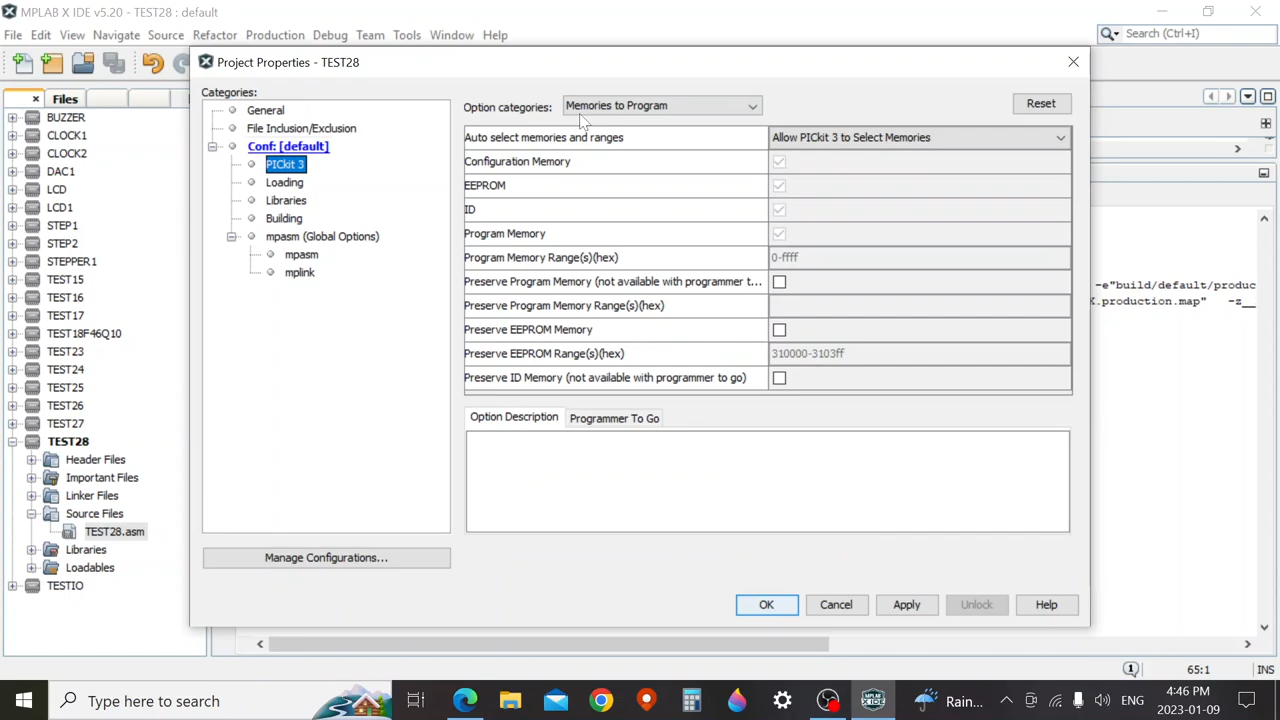 MPLAB X IDE v5.20 - TEST28 : default
File Edit View Navigate Source Refactor Production Debug Team Tools Window Help
Search (Ctrl+I)
Project Properties - TEST28
Files
BUZZER
CLOCK1
CLOCK2
DAC1
LCD
LCD1
STEP1
STEP2
STEPPER1
TEST15
TEST16
TEST17
TEST18F46Q10
TEST23
TEST24
TEST25
TEST26
TEST27
TEST28
Header Files
Important Files
Linker Files
Source Files
TEST28.asm
Libraries
Loadables
TESTIO
Categories:
General
File Inclusion/Exclusion
Conf: [default]
PICkit 3
Loading
Libraries
Building
mpasm (Global Options)
mpasm
mplink
Manage Configurations...
Option categories: Memories to Program
Reset
Auto select memories and ranges Allow PICkit 3 to Select Memories
Configuration Memory
EEPROM
ID
Program Memory
Program Memory Range(s)(hex) 0-ffff
Preserve Program Memory (not available with programmer t...
Preserve Program Memory Range(s)(hex)
Preserve EEPROM Memory
Preserve EEPROM Range(s)(hex) 310000-3103ff
Preserve ID Memory (not available with programmer to go)
Option Description Programmer To Go
OK Cancel Apply Unlock Help
-e"build/default/produc
X.production.map" -z__
1 65:1 INS
Type here to search
Rain...
ENG
4:46 PM
2023-01-09